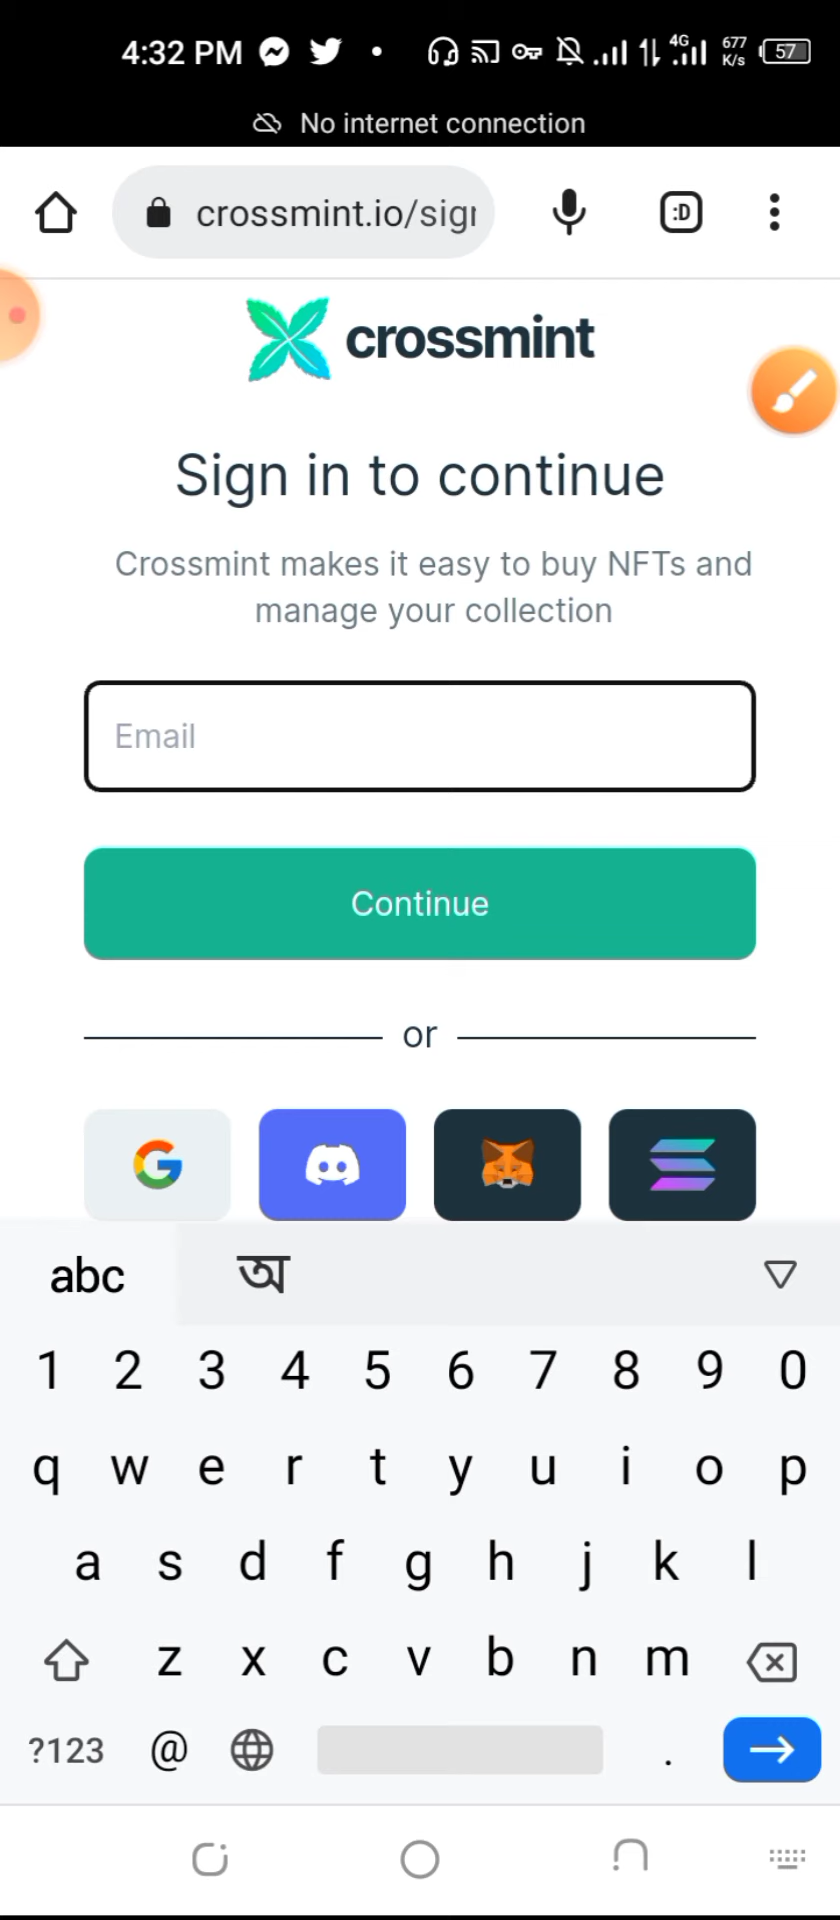 4:32 PM 4G 677 K/s 57
No internet connection
crossmint.io/sign
:D
crossmint
Sign in to continue
Crossmint makes it easy to buy NFTs and
manage your collection
Email
Continue
or
G
abc অ
1 2 3 4 5 6 7 8 9 0
q w e r t y u i o p
a s d f g h j k l
z x c v b n m
?123 @ .